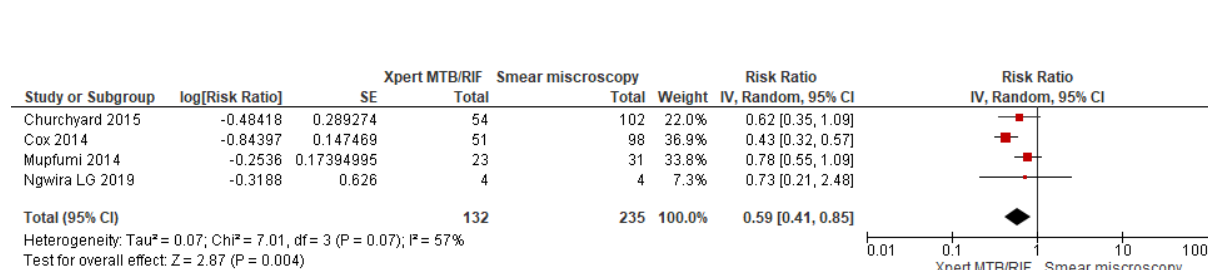 Xpert MTB/RIF Smear miscroscopy Risk Ratio Risk Ratio
Study or Subgroup log[Risk Ratio] SE Total Total Weight IV, Random, 95% CI IV, Random, 95% CI
Churchyard 2015 -0.48418 0.289274 54 102 22.0% 0.62 [0.35, 1.09]
Cox 2014 -0.84397 0.147469 51 98 36.9% 0.43 [0.32, 0.57]
Mupfumi 2014 -0.2536 0.17394995 23 31 33.8% 0.78 [0.55, 1.09]
Ngwira LG 2019 -0.3188 0.626 4 4 7.3% 0.73 [0.21, 2.48]
Total (95% CI) 132 235 100.0% 0.59 [0.41, 0.85]
Heterogeneity: Tau² = 0.07; Chi² = 7.01, df = 3 (P = 0.07); I² = 57%
Test for overall effect: Z = 2.87 (P = 0.004)
0.01 0.1 1 10 100
Xpert MTB/RIF Smear miscroscopy